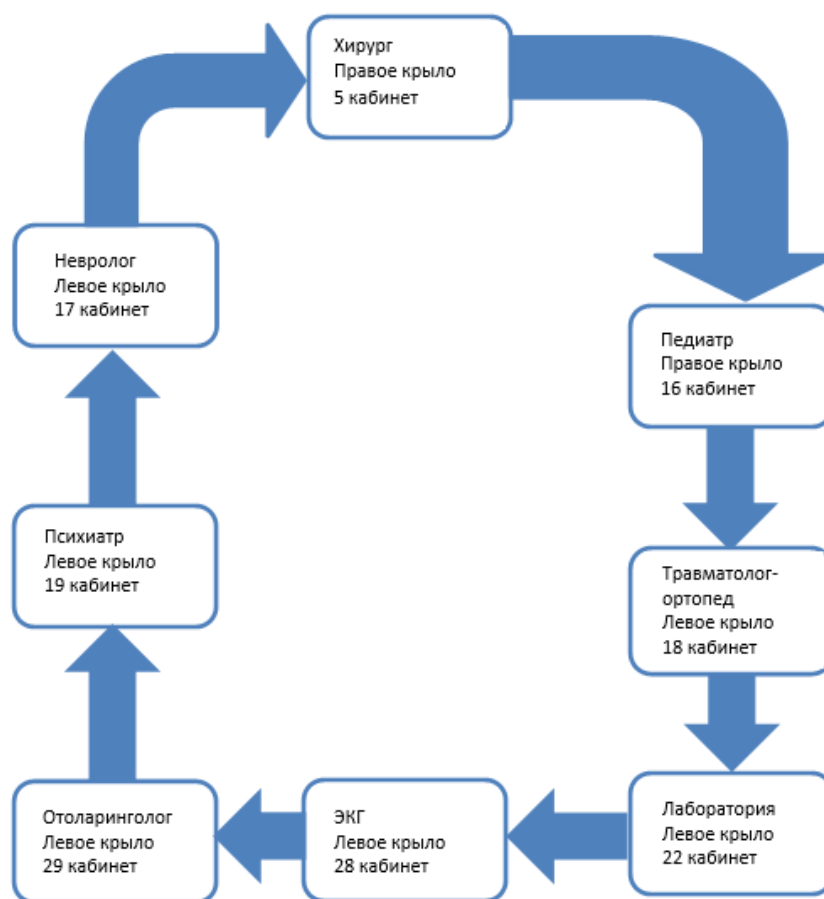 Хирург
Правое крыло
5 кабинет
Педиатр
Правое крыло
16 кабинет
Травматолог-
ортопед
Левое крыло
18 кабинет
Лаборатория
Левое крыло
22 кабинет
ЭКГ
Левое крыло
28 кабинет
Отоларинголог
Левое крыло
29 кабинет
Психиатр
Левое крыло
19 кабинет
Невролог
Левое крыло
17 кабинет